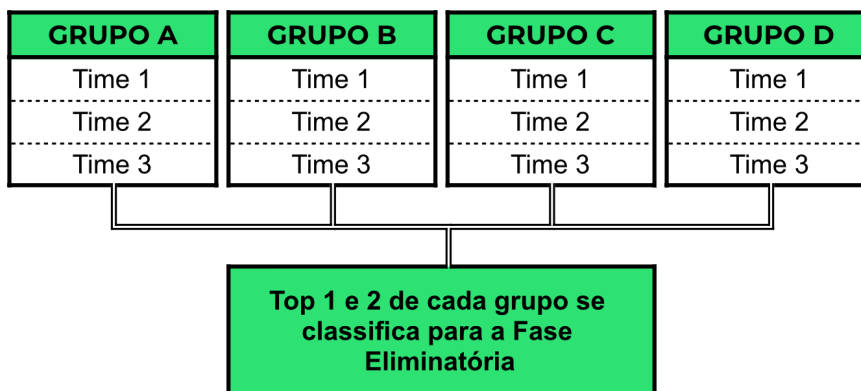 GRUPO A
Time 1
Time 2
Time 3
GRUPO B
Time 1
Time 2
Time 3
GRUPO C
Time 1
Time 2
Time 3
GRUPO D
Time 1
Time 2
Time 3
Top 1 e 2 de cada grupo se
classifica para a Fase
Eliminatória